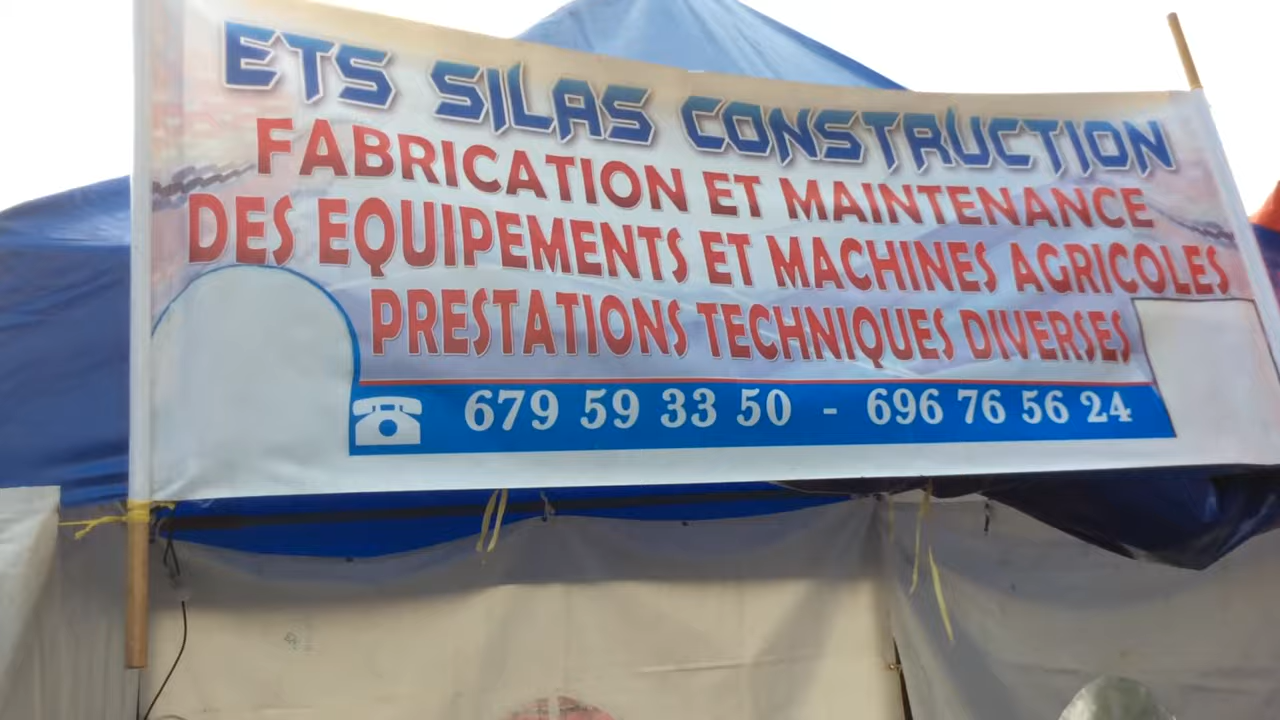 ETS SILAS CONSTRUCTION
FABRICATION ET MAINTENANCE
DES EQUIPEMENTS ET MACHINES AGRICOLES
PRESTATIONS TECHNIQUES DIVERSES
679 59 33 50 - 696 76 56 24